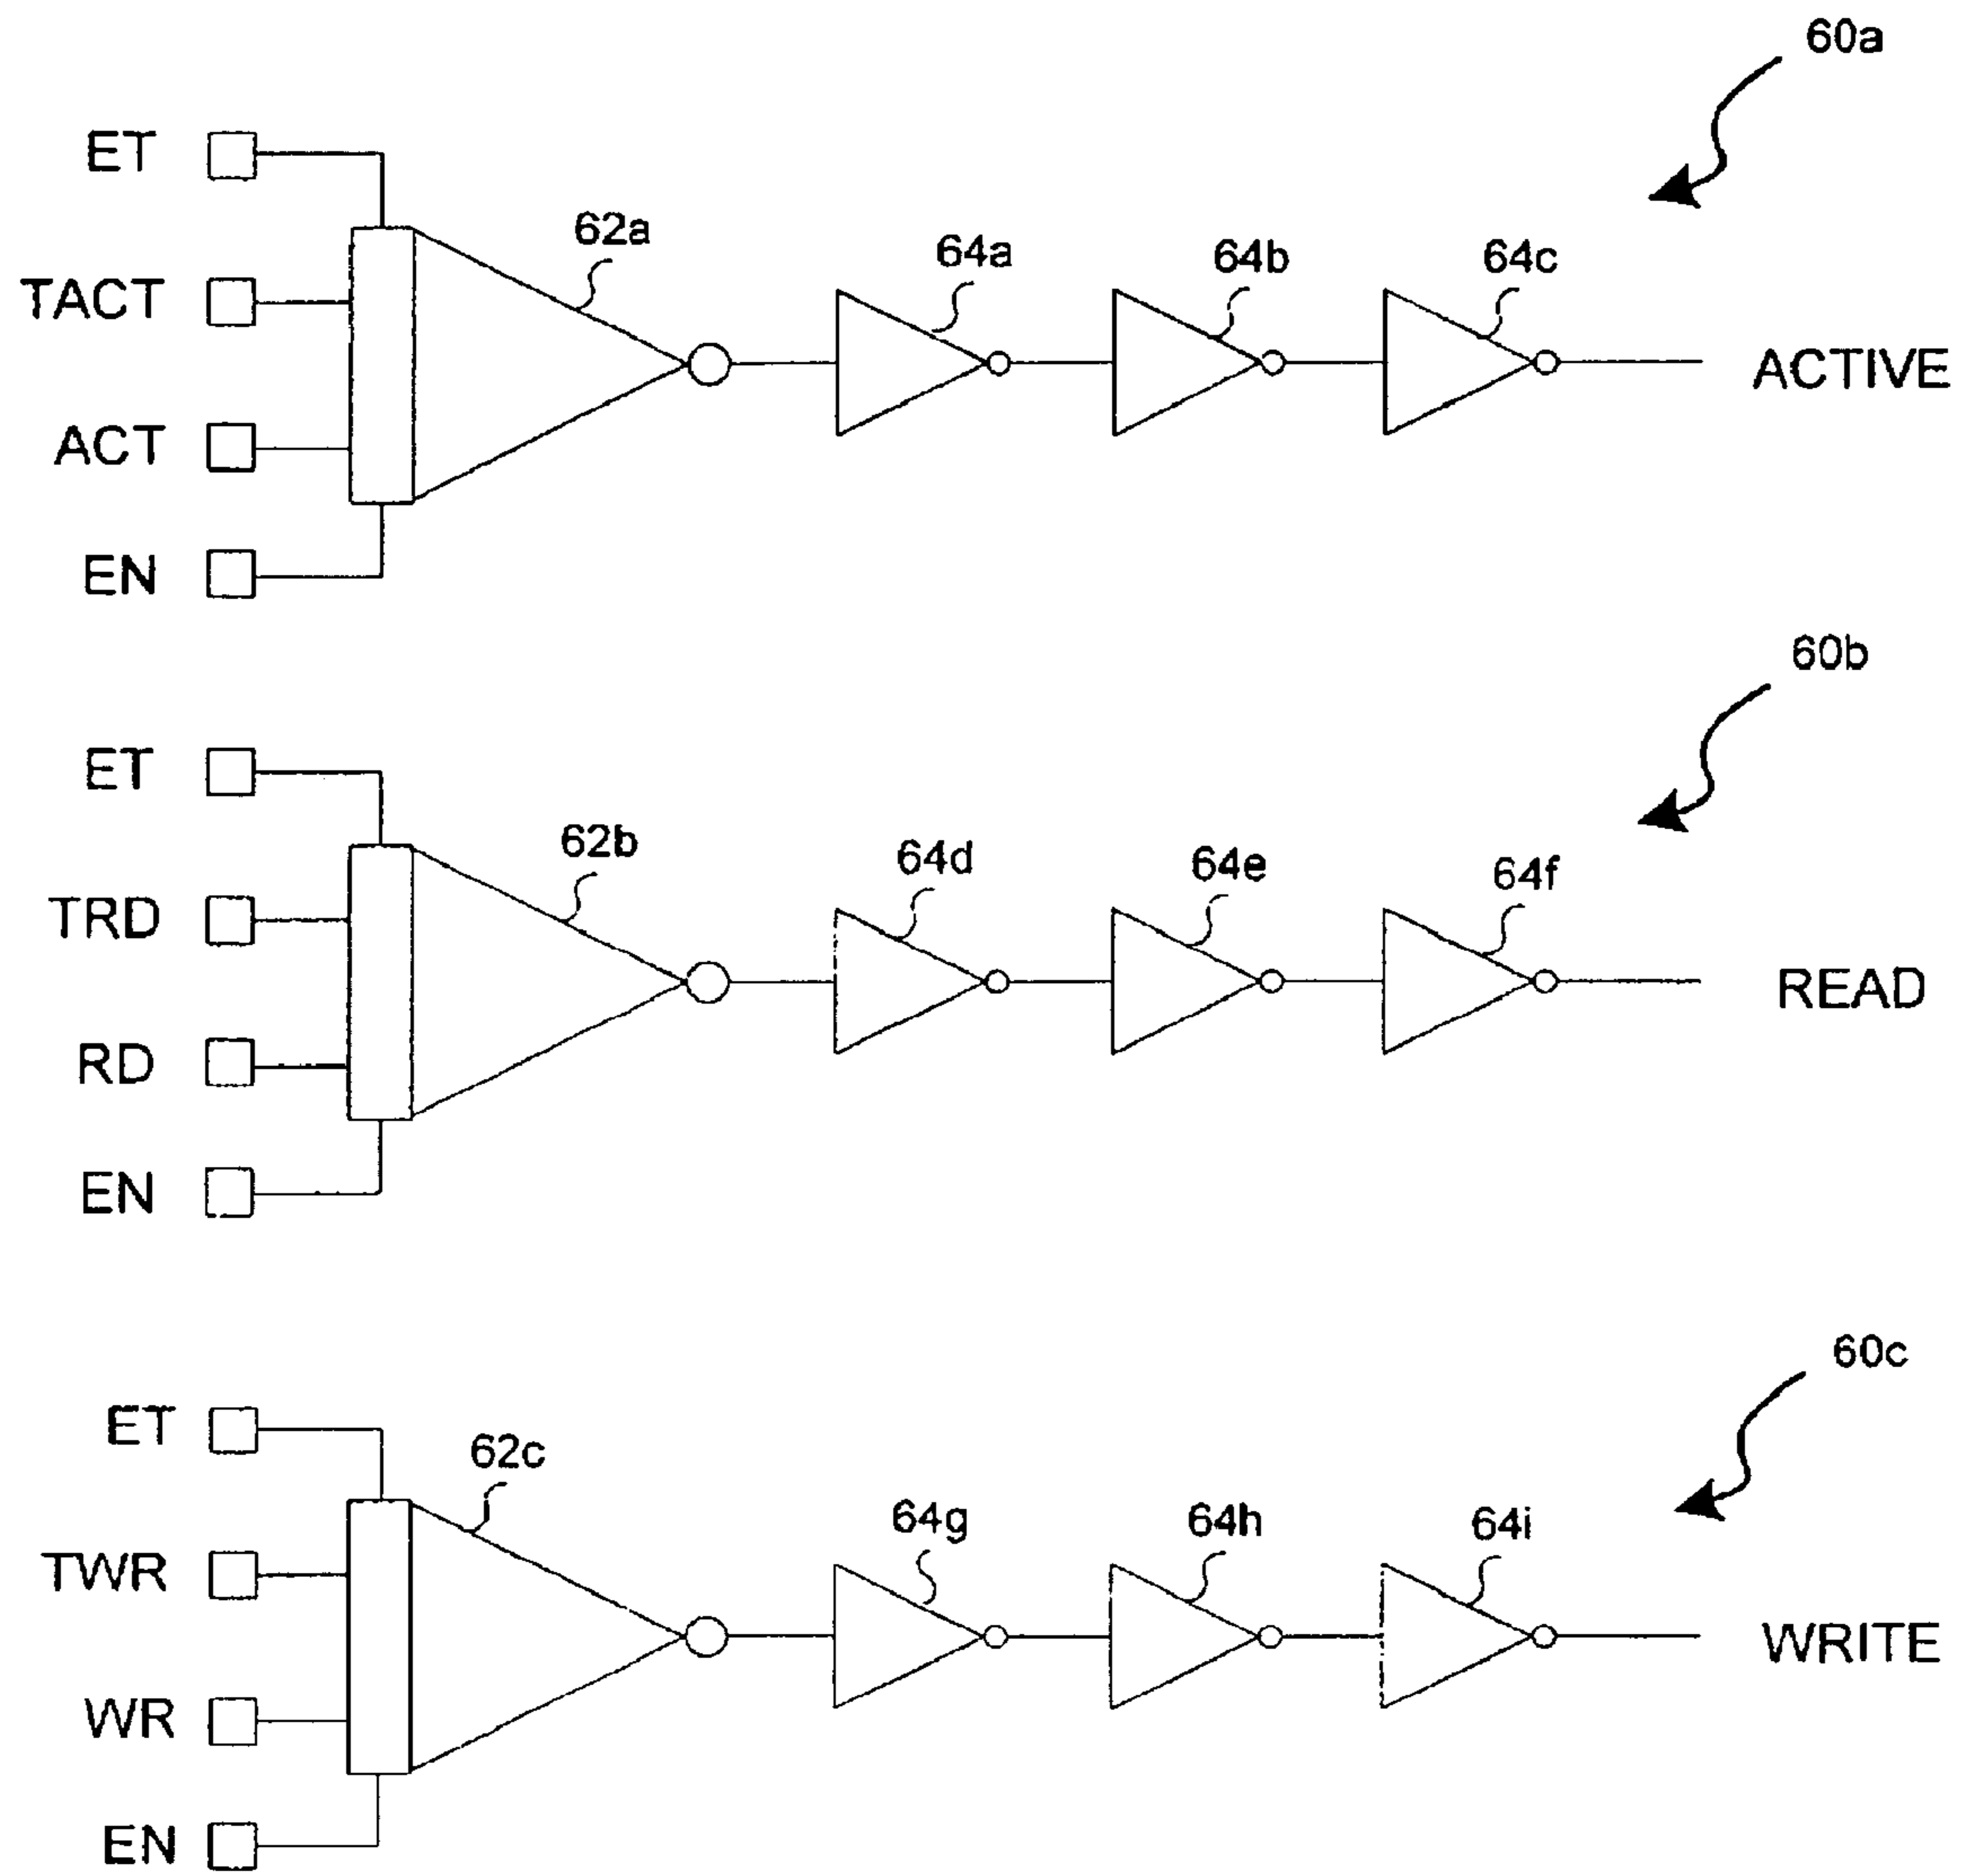 60a
ET
62a
64a
64b
64c
TACT
ACTIVE
ACT
EN
60b
ET
62b
64d
64e
64f
TRD
READ
RD
EN
60c
ET
62c
64g
64h
64i
TWR
WRITE
WR
EN